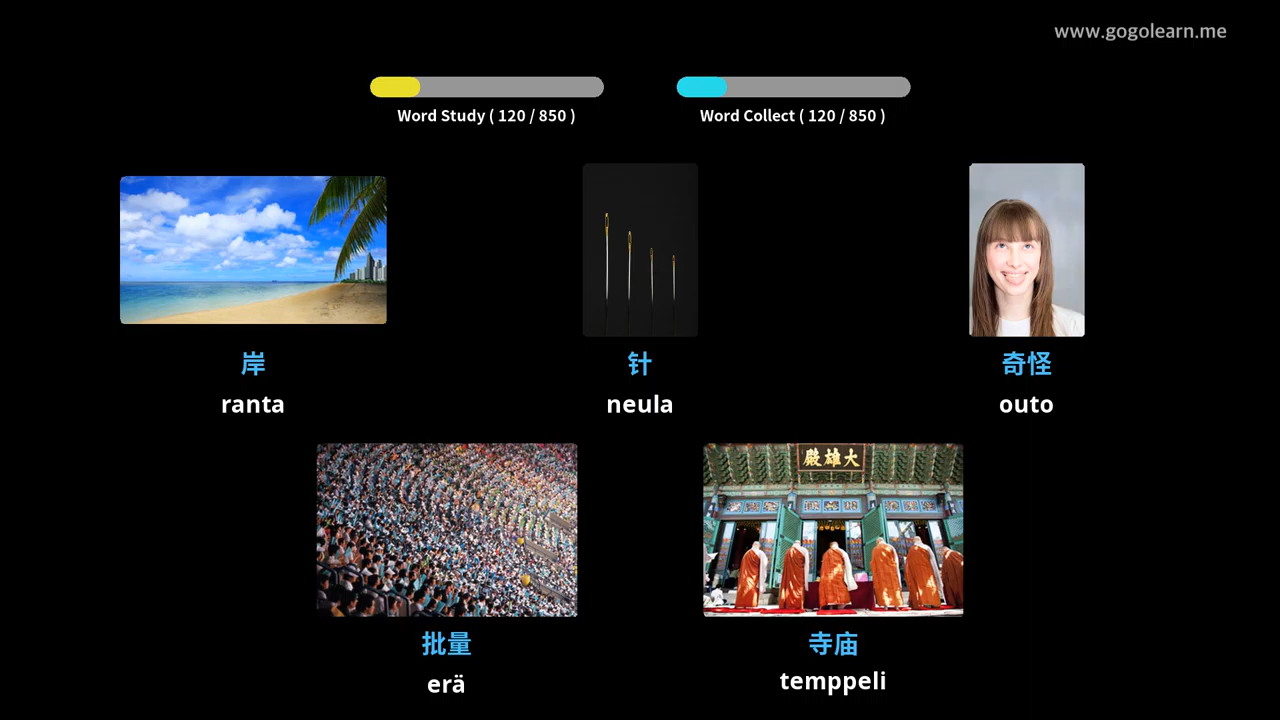 www.gogolearn.me
Word Study ( 120 / 850 )
Word Collect ( 120 / 850 )
岸
ranta
针
neula
奇怪
outo
大雄殿
批量
erä
寺庙
temppeli